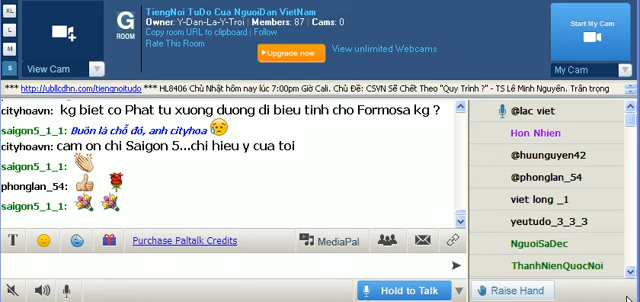 XL
L
M
S
View Cam
G
ROOM
TiengNoi TuDo Cua NguoiDan VietNam
Owner: Y-Dan-La-Y-Troi | Members: 87 | Cams: 0
Copy room URL to clipboard | Follow
Rate This Room
Upgrade now
View unlimited Webcams
Start My Cam
My Cam
*** http://ubllcdhn.com/tiengnoitudo *** HL8406 Chủ Nhật hôm nay lúc 7:00pm Giờ Cali. Chủ Đề: CSVN Sẽ Chết Theo "Quy Trình ?" - TS Lê Minh Nguyên. Trân trọng
kg biet co Phat tu xuong duong di bieu tinh cho Formosa kg ?
saigon5_1_1: Buồn là chỗ đó, anh cityhoa
cityhoavn: cam on chi Saigon 5...chi hieu y cua toi
saigon5_1_1:
phonglan_54:
saigon5_1_1:
T
Purchase Paltalk Credits
MediaPal
Hold to Talk
@lac viet
Hon Nhien
@huunguyen42
@phonglan_54
viet long _1
yeutudo_3_3_3
NguoiSaDec
ThanhNienQuocNoi
Raise Hand